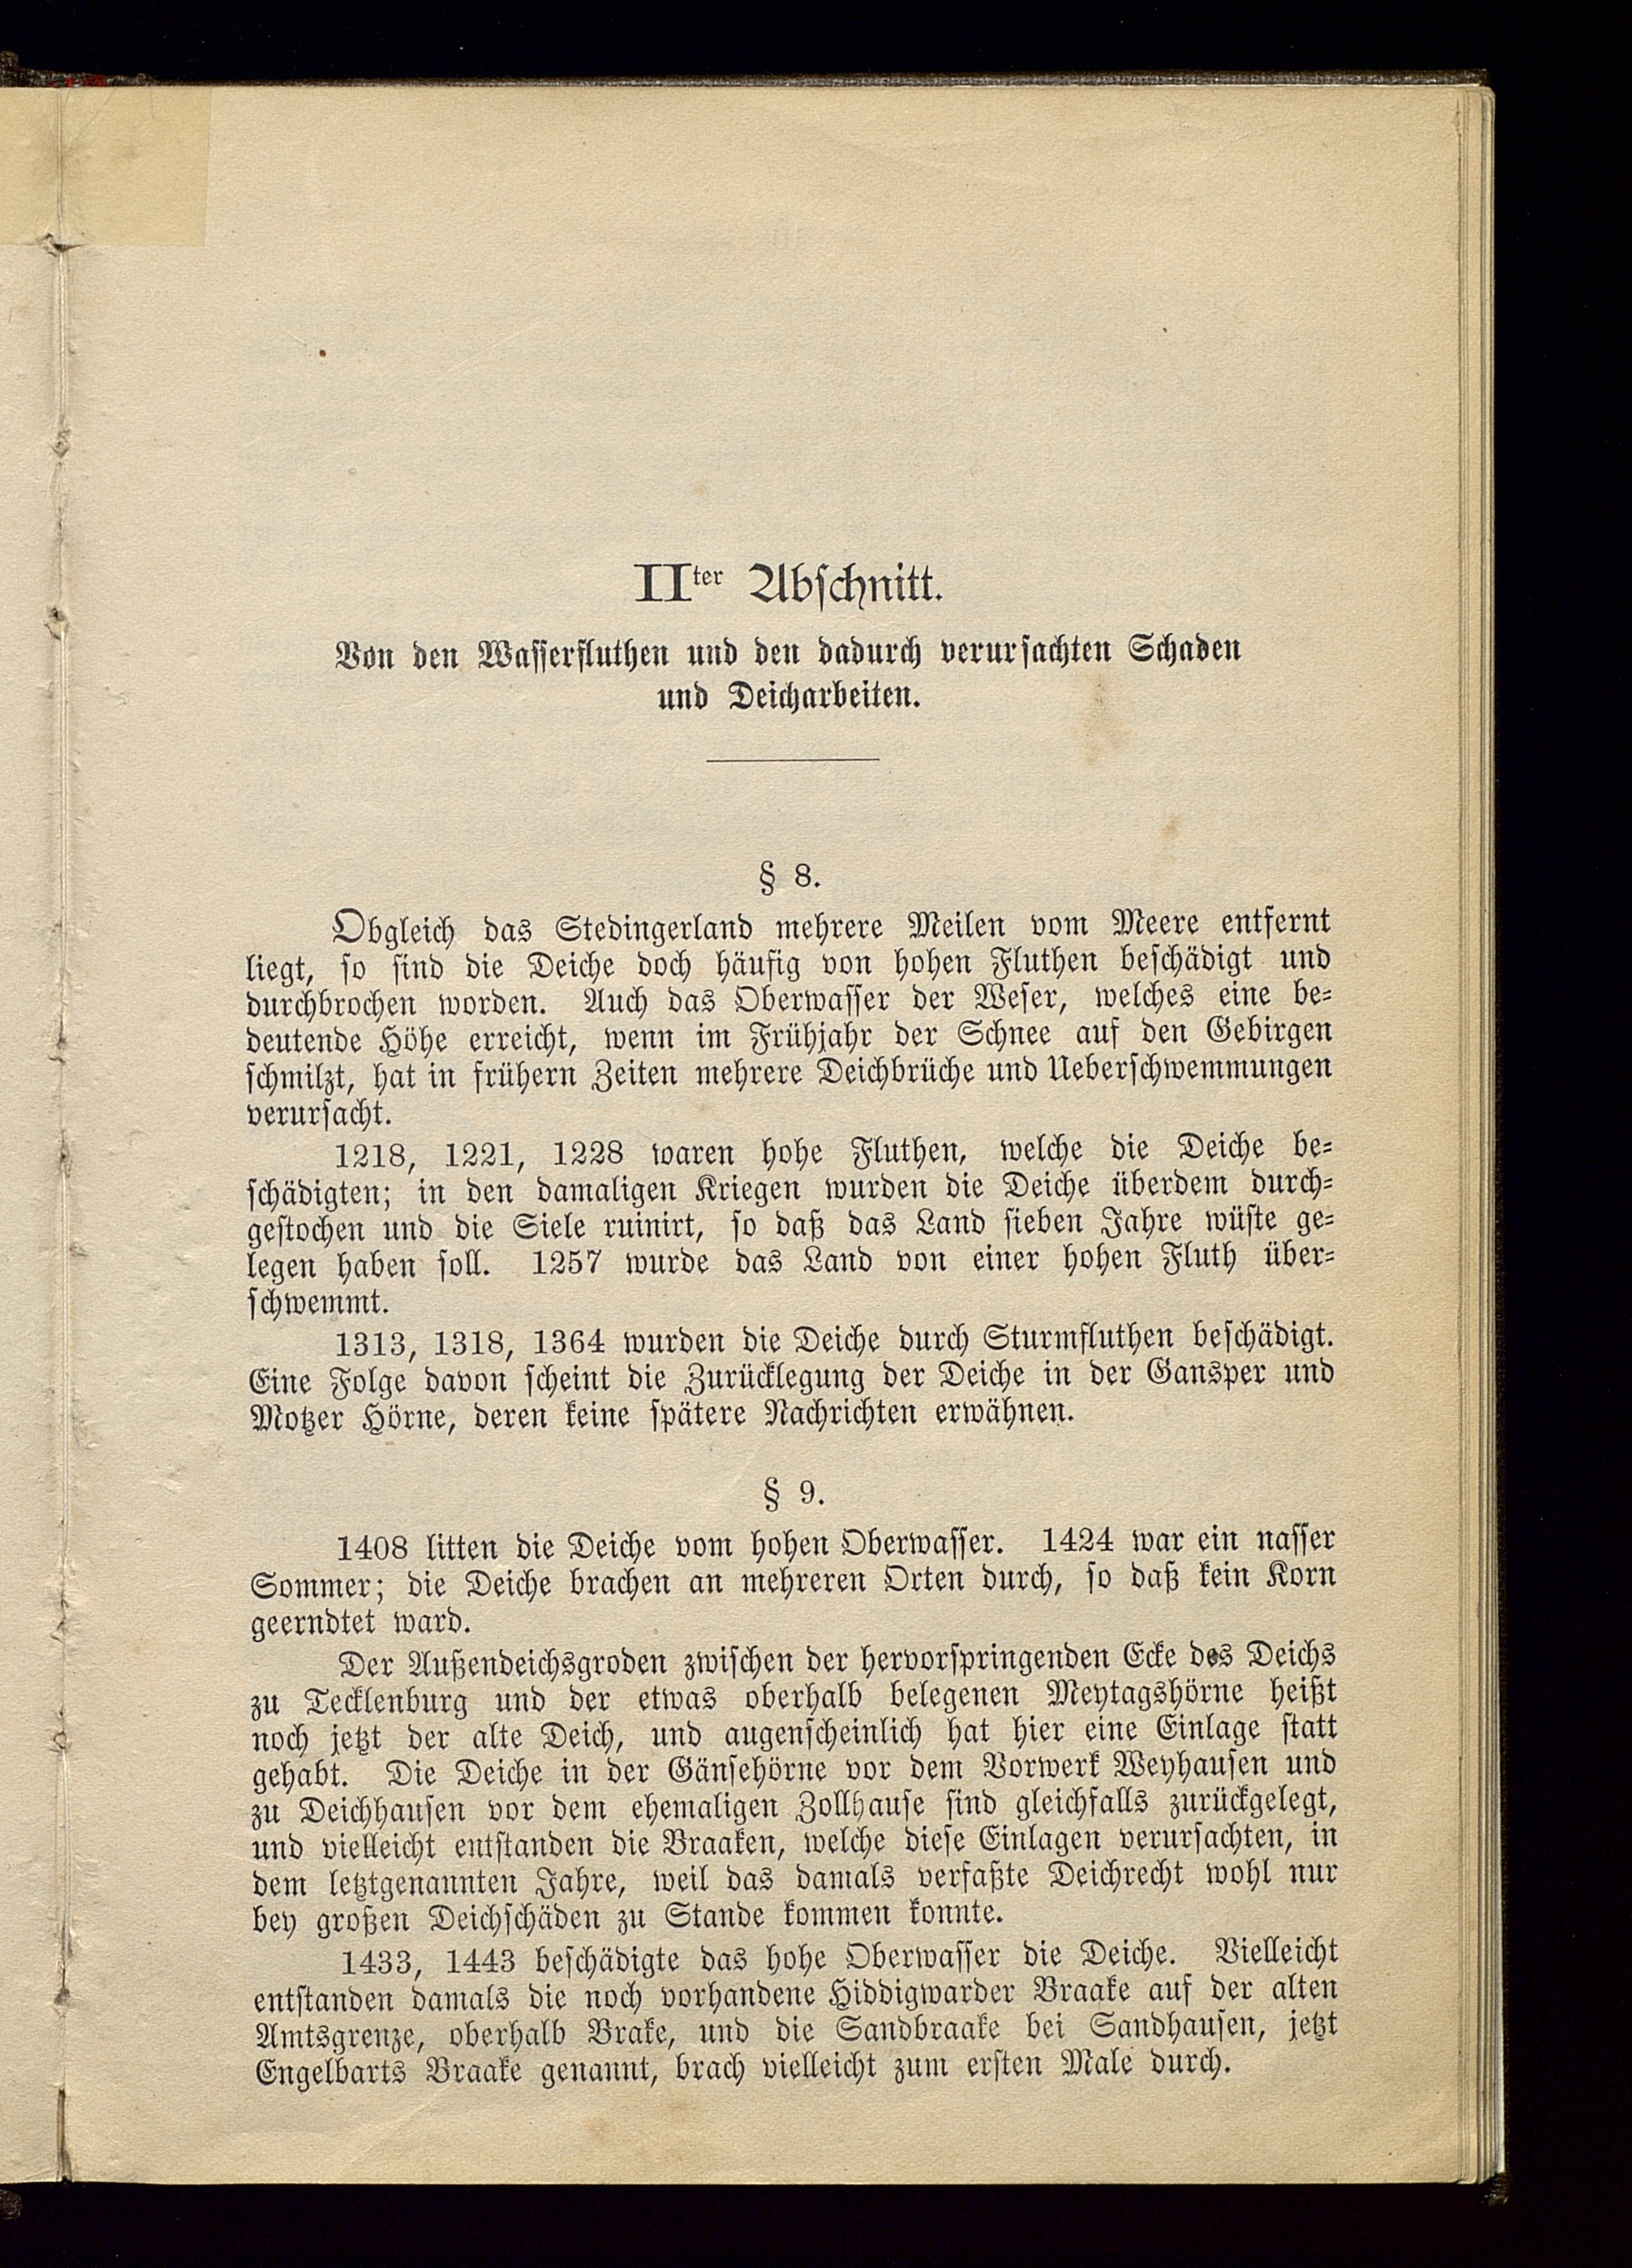 IIter Abschnitt.
Von den Wasserfluthen und den dadurch verursachten Schaden
und Deicharbeiten.
§ 8.
Obgleich das Stedingerland mehrere Meilen vom Meere entfernt
liegt, so sind die Deiche doch häufig von hohen Fluthen beschädigt und
durchbrochen worden. Auch das Oberwasser der Weser, welches eine be-
deutende Höhe erreicht, wenn im Frühjahr der Schnee auf den Gebirgen
schmilzt, hat in frühern Zeiten mehrere Deichbrüche und Ueberschwemmungen
verursacht.
1218, 1221, 1228 waren hohe Fluthen, welche die Deiche be-
schädigten; in den damaligen Kriegen wurden die Deiche überdem durch-
gestochen und die Siele ruinirt, so daß das Land sieben Jahre wüste ge-
legen haben soll. 1257 wurde das Land von einer hohen Fluth über-
schwemmt.
1313, 1318, 1364 wurden die Deiche durch Sturmfluthen beschädigt.
Eine Folge davon scheint die Zurücklegung der Deiche in der Gansper und
Motzer Hörne, deren keine spätere Nachrichten erwähnen.
§ 9.
1408 litten die Deiche vom hohen Oberwasser. 1424 war ein nasser
Sommer; die Deiche brachen an mehreren Orten durch, so daß kein Korn
geerndtet ward.
Der Außendeichsgroden zwischen der hervorspringenden Ecke des Deichs
zu Tecklenburg und der etwas oberhalb belegenen Meytagshörne heißt
noch jetzt der alte Deich, und augenscheinlich hat hier eine Einlage statt
gehabt. Die Deiche in der Gänsehörne vor dem Vorwerk Weyhausen und
zu Deichhausen vor dem ehemaligen Zollhause sind gleichfalls zurückgelegt,
und vielleicht entstanden die Braaken, welche diese Einlagen verursachten, in
dem letztgenannten Jahre, weil das damals verfaßte Deichrecht wohl nur
bey großen Deichschäden zu Stande kommen konnte.
1433, 1443 beschädigte das hohe Oberwasser die Deiche. Vielleicht
entstanden damals die noch vorhandene Hiddigwarder Braake auf der alten
Amtsgrenze, oberhalb Brake, und die Sandbraake bei Sandhausen, jetzt
Engelbarts Braake genannt, brach vielleicht zum ersten Male durch.